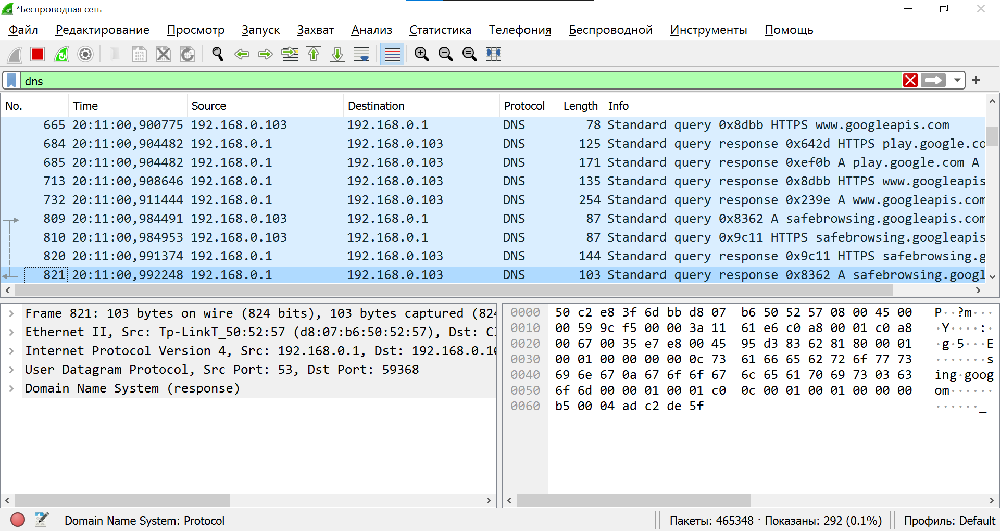 *Беспроводная сеть
Файл Редактирование Просмотр Запуск Захват Анализ Статистика Телефония Беспроводной Инструменты Помощь
dns
No. Time Source Destination Protocol Length Info
665 20:11:00,900775 192.168.0.103 192.168.0.1 DNS 78 Standard query 0x8dbb HTTPS www.googleapis.com
684 20:11:00,904482 192.168.0.1 192.168.0.103 DNS 125 Standard query response 0x642d HTTPS play.google.co
685 20:11:00,904482 192.168.0.1 192.168.0.103 DNS 171 Standard query response 0xef0b A play.google.com A
713 20:11:00,908646 192.168.0.1 192.168.0.103 DNS 135 Standard query response 0x8dbb HTTPS www.googleapis
732 20:11:00,911444 192.168.0.1 192.168.0.103 DNS 254 Standard query response 0x239e A www.googleapis.com
809 20:11:00,984491 192.168.0.103 192.168.0.1 DNS 87 Standard query 0x8362 A safebrowsing.googleapis.com
810 20:11:00,984953 192.168.0.103 192.168.0.1 DNS 87 Standard query 0x9c11 HTTPS safebrowsing.googleapis
820 20:11:00,991374 192.168.0.1 192.168.0.103 DNS 144 Standard query response 0x9c11 HTTPS safebrowsing.g
821 20:11:00,992248 192.168.0.1 192.168.0.103 DNS 103 Standard query response 0x8362 A safebrowsing.googl
Frame 821: 103 bytes on wire (824 bits), 103 bytes captured (824
Ethernet II, Src: Tp-LinkT_50:52:57 (d8:07:b6:50:52:57), Dst: C
Internet Protocol Version 4, Src: 192.168.0.1, Dst: 192.168.0.10
User Datagram Protocol, Src Port: 53, Dst Port: 59368
Domain Name System (response)
0000 50 c2 e8 3f 6d bb d8 07 b6 50 52 57 08 00 45 00 P··?m···
0010 00 59 9c f5 00 00 3a 11 61 e6 c0 a8 00 01 c0 a8 ·Y····:·
0020 00 67 00 35 e7 e8 00 45 95 d3 83 62 81 80 00 01 ·g·5···E
0030 00 01 00 00 00 00 0c 73 61 66 65 62 72 6f 77 73 ·······s
0040 69 6e 67 0a 67 6f 6f 67 6c 65 61 70 69 73 03 63 ing·goog
0050 6f 6d 00 00 01 00 01 c0 0c 00 01 00 01 00 00 00 om······
0060 b5 00 04 ad c2 de 5f ······_
Domain Name System: Protocol
Пакеты: 465348 · Показаны: 292 (0.1%)
Профиль: Default